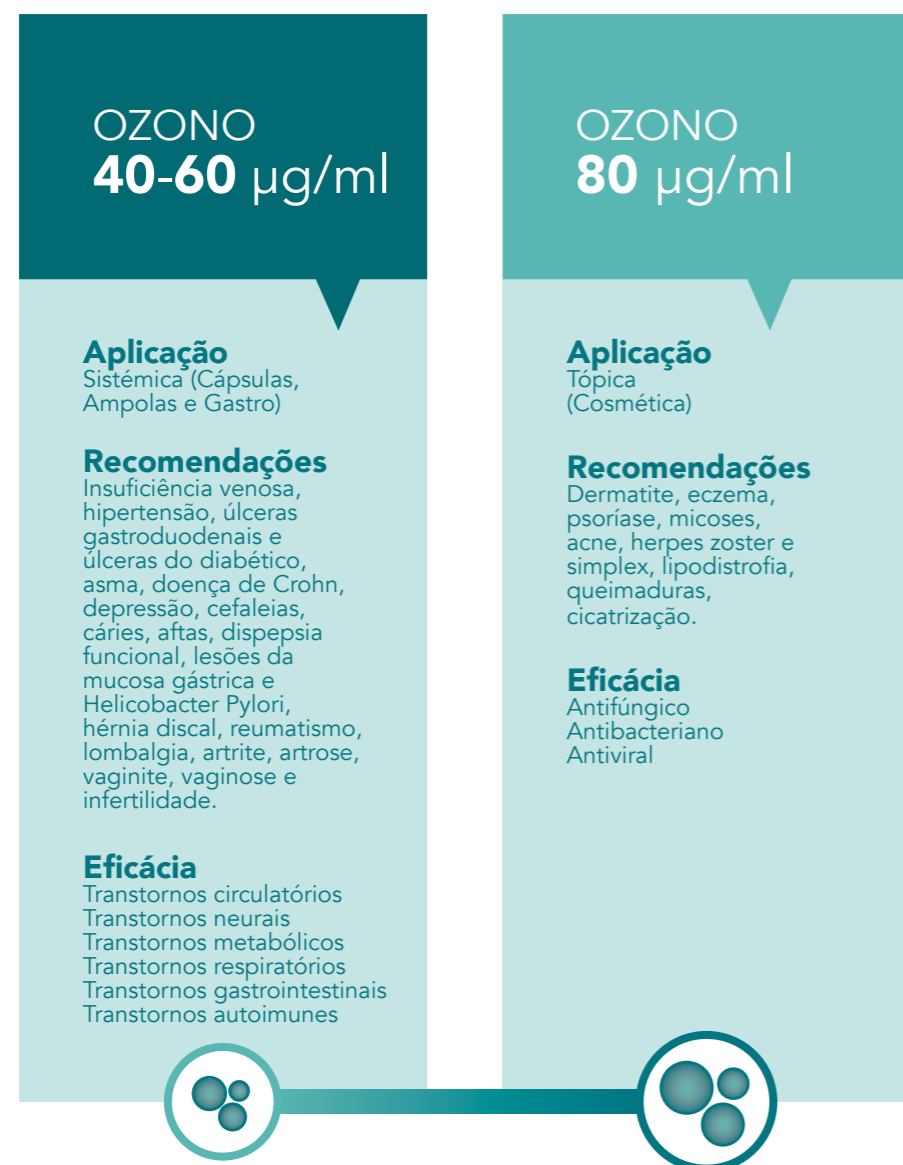 OZONO
40-60 µg/ml
Aplicação
Sistémica (Cápsulas,
Ampolas e Gastro)
Recomendações
Insuficiência venosa,
hipertensão, úlceras
gastroduodenais e
úlceras do diabético,
asma, doença de Crohn,
depressão, cefaleias,
cáries, aftas, dispepsia
funcional, lesões da
mucosa gástrica e
Helicobacter Pylori,
hérnia discal, reumatismo,
lombalgia, artrite, artrose,
vaginite, vaginose e
infertilidade.
Eficácia
Transtornos circulatórios
Transtornos neurais
Transtornos metabólicos
Transtornos respiratórios
Transtornos gastrointestinais
Transtornos autoimunes
OZONO
80 µg/ml
Aplicação
Tópica
(Cosmética)
Recomendações
Dermatite, eczema,
psoríase, micoses,
acne, herpes zoster e
simplex, lipodistrofia,
queimaduras,
cicatrização.
Eficácia
Antifúngico
Antibacteriano
Antiviral